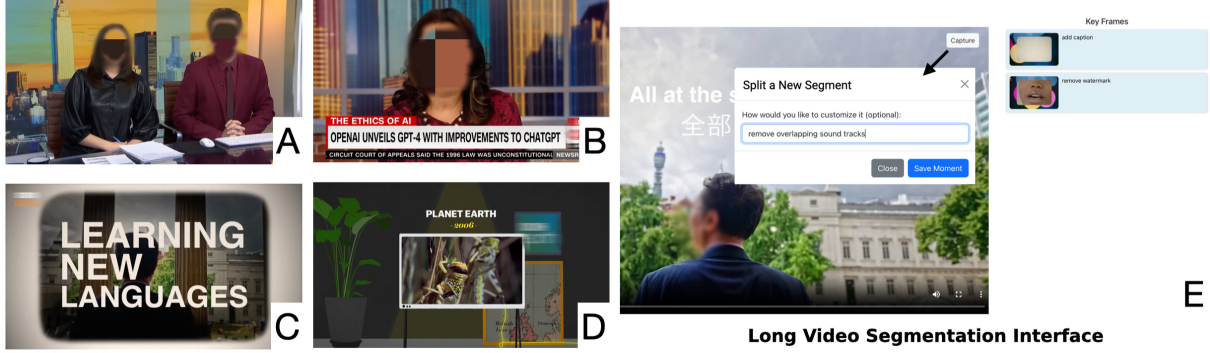 A
THE ETHICS OF AI
OPENAI UNVEILS GPT-4 WITH IMPROVEMENTS TO CHATGPT
CIRCUIT COURT OF APPEALS SAID THE 1996 LAW WAS UNCONSTITUTIONAL NEWSR
B
LEARNING
NEW
LANGUAGES
C
PLANET EARTH
- 2006 -
D
Capture
Split a New Segment
All at the s
How would you like to customize it (optional):
全部
remove overlapping sound tracks
Close
Save Moment
Key Frames
add caption
remove watermark
E
Long Video Segmentation Interface